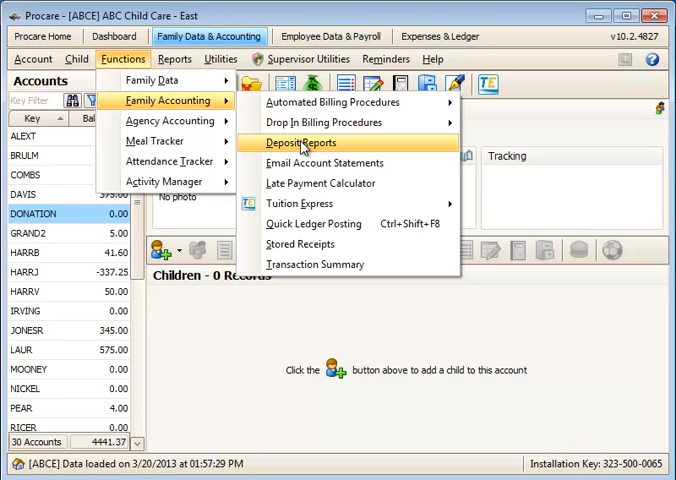 Procare - [ABCE] ABC Child Care - East
Procare Home
Dashboard
Family Data & Accounting
Employee Data & Payroll
Expenses & Ledger
v10.2.4827
Account
Child
Functions
Reports
Utilities
Supervisor Utilities
Reminders
Help
Accounts
Family Data
Family Accounting
Agency Accounting
Meal Tracker
Attendance Tracker
Activity Manager
Automated Billing Procedures
Drop In Billing Procedures
Deposit Reports
Email Account Statements
Late Payment Calculator
Tuition Express
Quick Ledger Posting Ctrl+Shift+F8
Stored Receipts
Transaction Summary
TE
TE
Key Filter
Key
Bal
ALEXT
BRULM
COMBS
DAVIS 375.00
DONATION 0.00
GRAND2 5.00
HARRB 41.60
HARRJ -337.25
HARRV 50.00
IRVING 0.00
JONESR 345.00
LAUR 575.00
MOONEY 0.00
NICKEL 0.00
PEAR 4.00
RICER 0.00
30 Accounts 4441.37
No photo
Tracking
Children - 0 Records
Click the button above to add a child to this account
[ABCE] Data loaded on 3/20/2013 at 01:57:29 PM
Installation Key: 323-500-0065